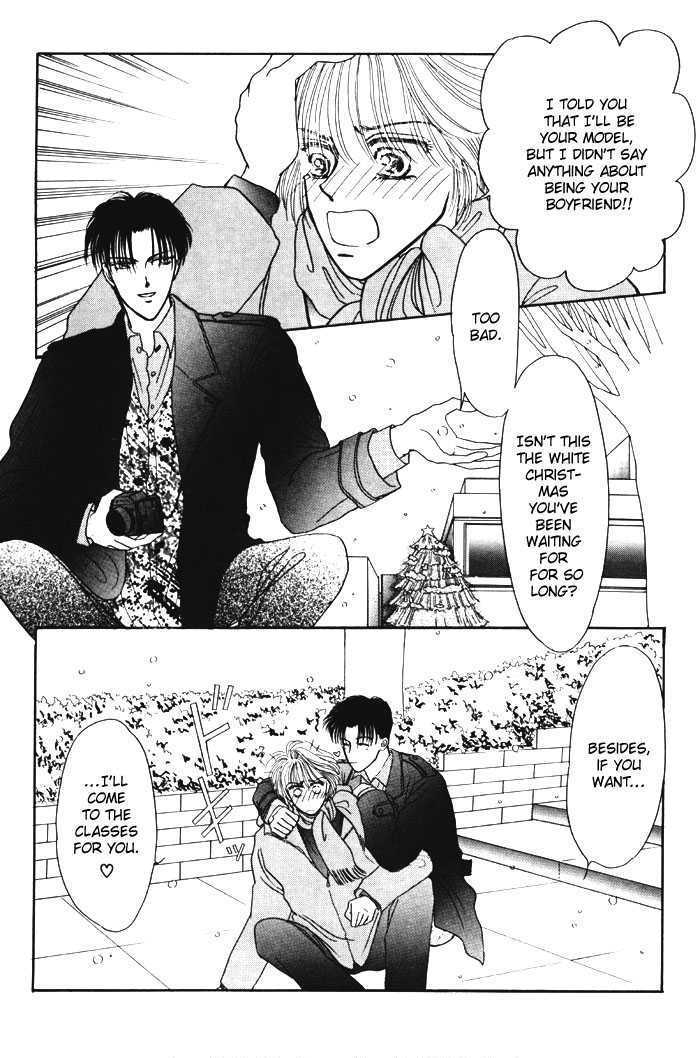 I TOLD YOU
THAT I'LL BE
YOUR MODEL,
BUT I DIDN'T SAY
ANYTHING ABOUT
BEING YOUR
BOYFRIEND!!
TOO
BAD.
ISN'T THIS
THE WHITE
CHRIST-
MAS
YOU'VE
BEEN
WAITING
FOR
FOR SO
LONG?
BESIDES,
IF YOU
WANT...
...I'LL
COME
TO THE
CLASSES
FOR YOU.
♡